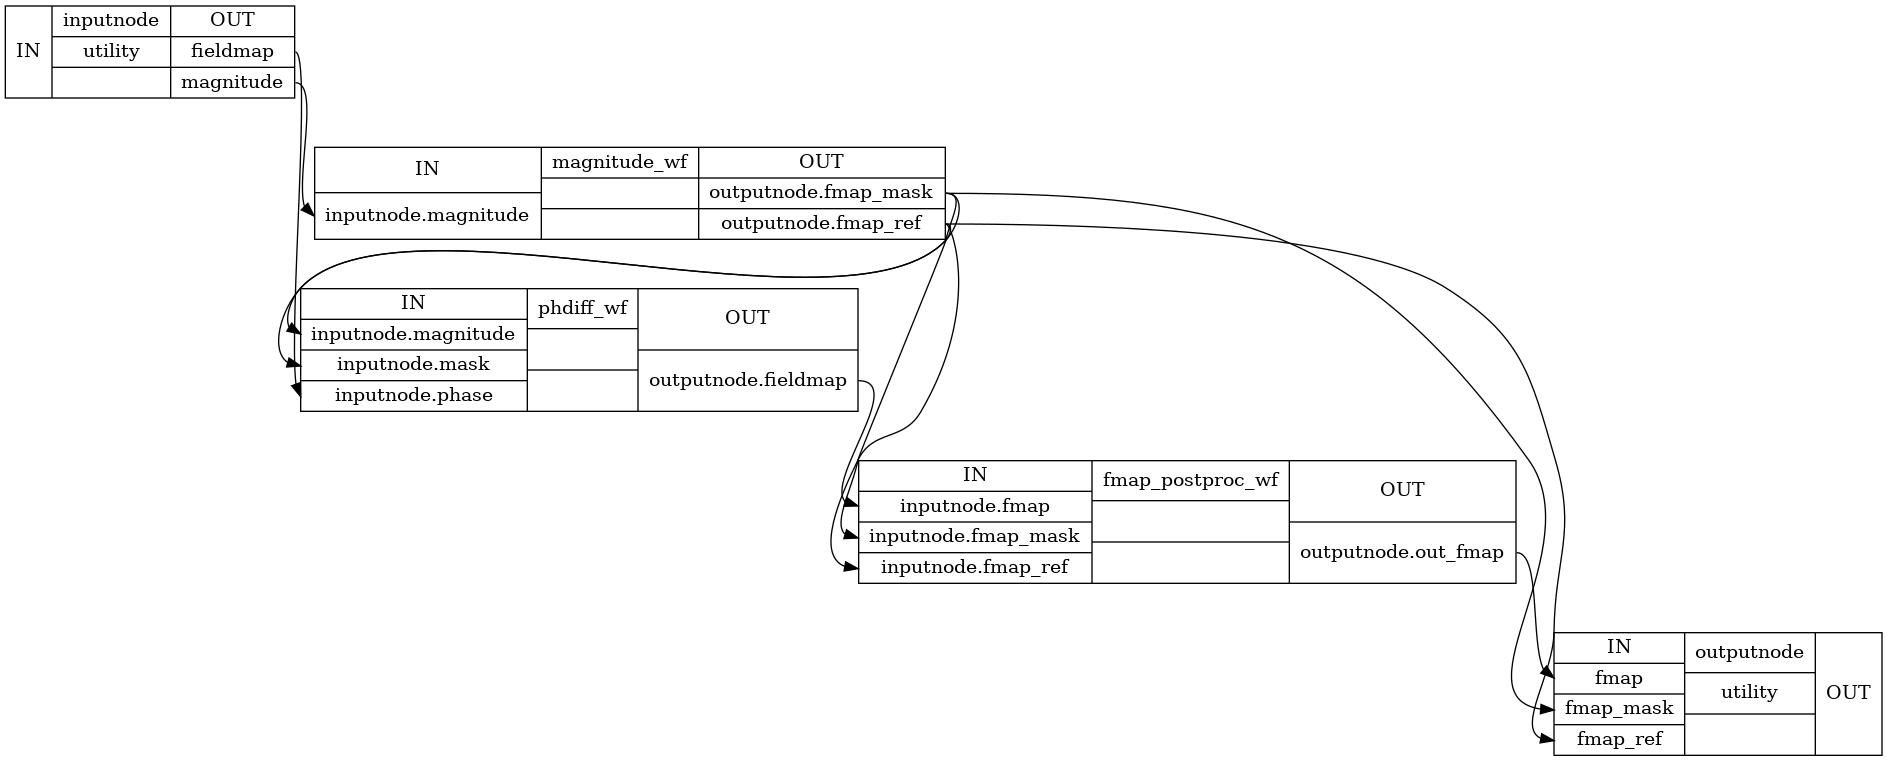 IN inputnode OUT
utility fieldmap
magnitude
IN magnitude_wf OUT
outputnode.fmap_mask
inputnode.magnitude outputnode.fmap_ref
IN phdiff_wf OUT
inputnode.magnitude
inputnode.mask outputnode.fieldmap
inputnode.phase
IN fmap_postproc_wf OUT
inputnode.fmap
inputnode.fmap_mask outputnode.out_fmap
inputnode.fmap_ref
IN outputnode OUT
fmap utility
fmap_mask
fmap_ref